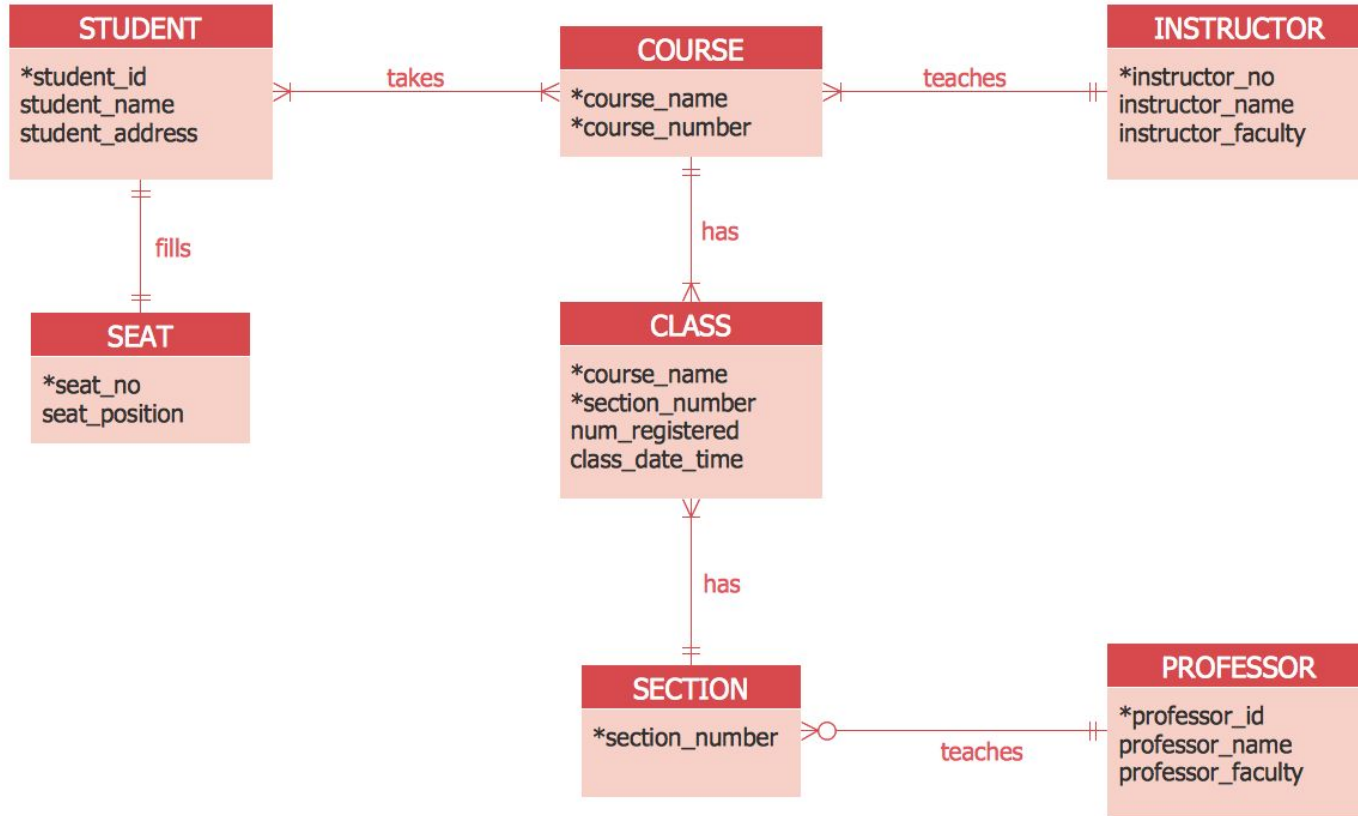 STUDENT
*student_id
student_name
student_address
takes
COURSE
*course_name
*course_number
teaches
INSTRUCTOR
*instructor_no
instructor_name
instructor_faculty
fills
has
SEAT
*seat_no
seat_position
CLASS
*course_name
*section_number
num_registered
class_date_time
has
SECTION
*section_number
teaches
PROFESSOR
*professor_id
professor_name
professor_faculty